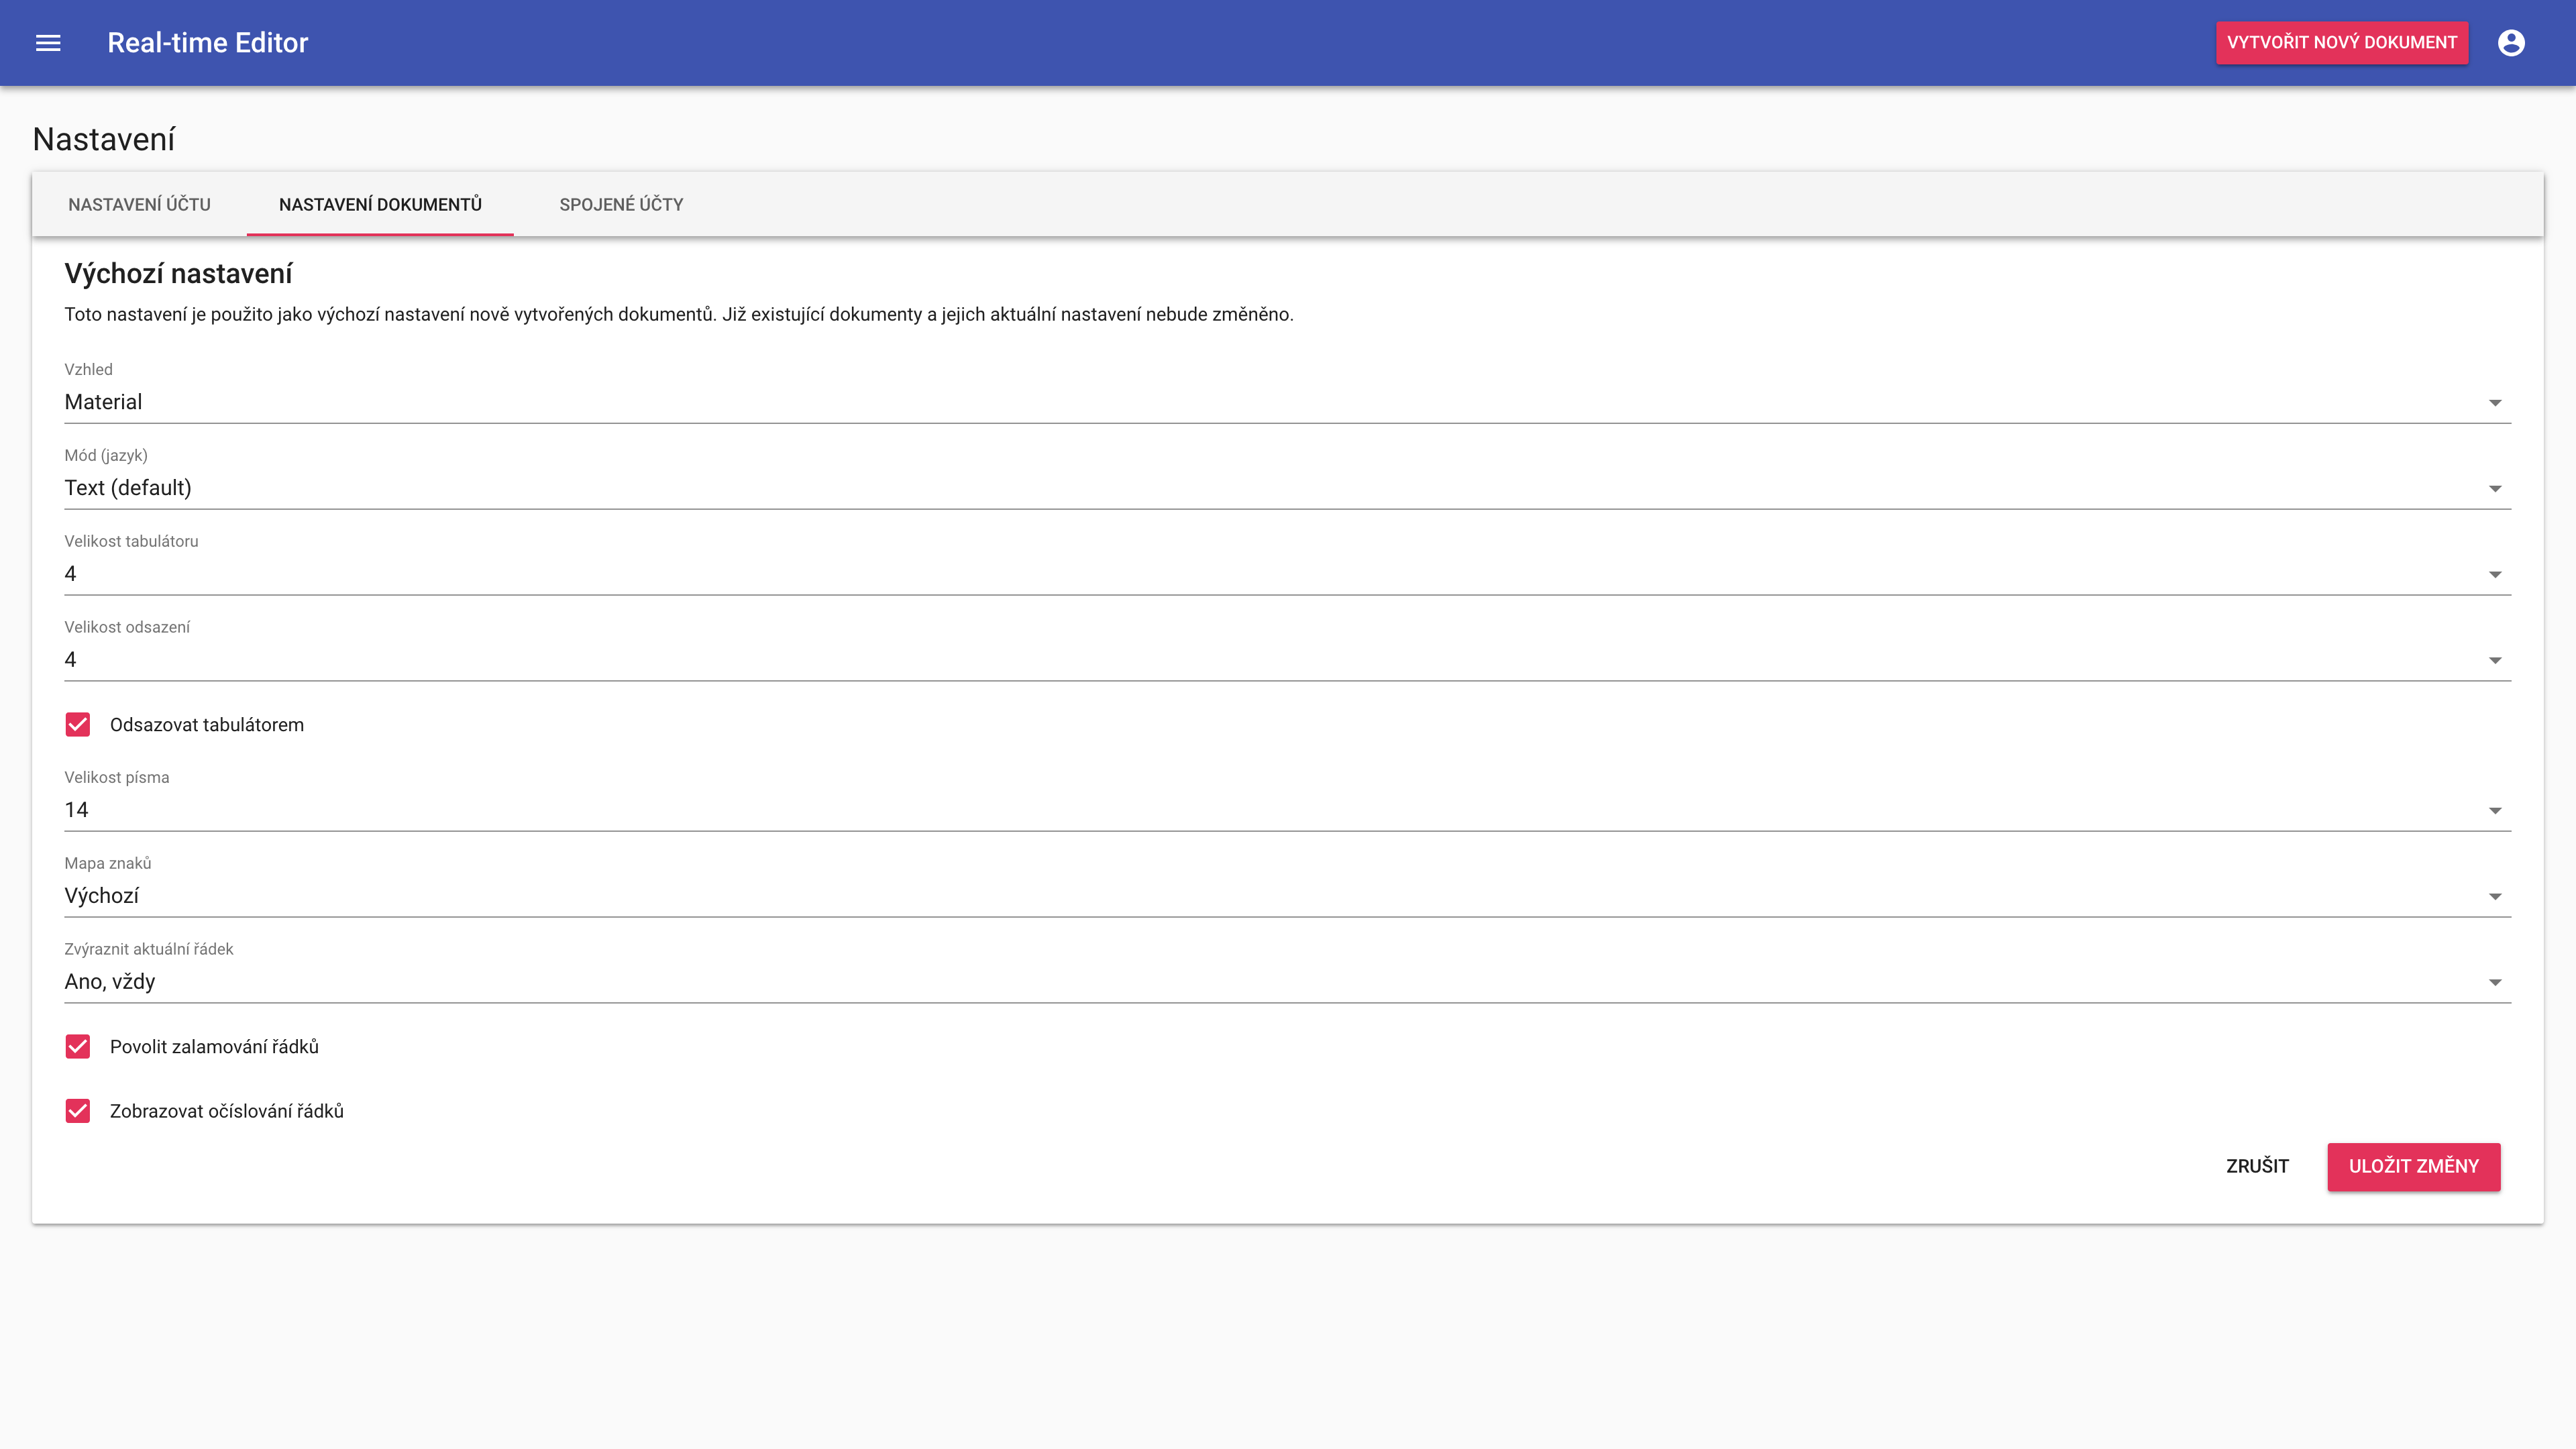 Real-time Editor
VYTVOŘIT NOVÝ DOKUMENT
Nastavení
NASTAVENÍ ÚČTU
NASTAVENÍ DOKUMENTŮ
SPOJENÉ ÚČTY
Výchozí nastavení
Toto nastavení je použito jako výchozí nastavení nově vytvořených dokumentů. Již existující dokumenty a jejich aktuální nastavení nebude změněno.
Vzhled
Material
Mód (jazyk)
Text (default)
Velikost tabulátoru
4
Velikost odsazení
4
Odsazovat tabulátorem
Velikost písma
14
Mapa znaků
Výchozí
Zvýraznit aktuální řádek
Ano, vždy
Povolit zalamování řádků
Zobrazovat očíslování řádků
ZRUŠIT
ULOŽIT ZMĚNY